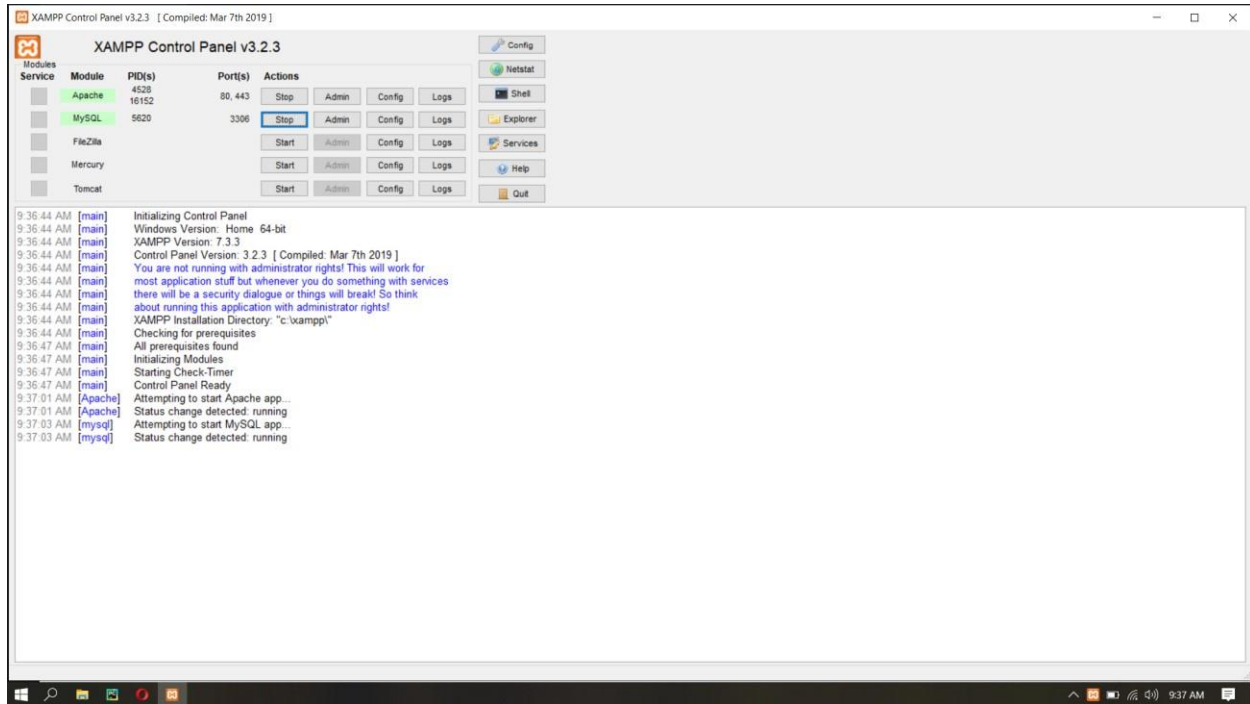 XAMPP Control Panel v3.2.3 [ Compiled: Mar 7th 2019 ]
XAMPP Control Panel v3.2.3
Config
Modules
Service Module PID(s) Port(s) Actions
Netstat
Apache 4528 16152 80, 443 Stop Admin Config Logs
Shell
MySQL 5620 3306 Stop Admin Config Logs
Explorer
FileZilla Start Admin Config Logs
Services
Mercury Start Admin Config Logs
Help
Tomcat Start Admin Config Logs
Quit
9:36:44 AM [main] Initializing Control Panel
9:36:44 AM [main] Windows Version: Home 64-bit
9:36:44 AM [main] XAMPP Version: 7.3.3
9:36:44 AM [main] Control Panel Version: 3.2.3 [ Compiled: Mar 7th 2019 ]
9:36:44 AM [main] You are not running with administrator rights! This will work for
9:36:44 AM [main] most application stuff but whenever you do something with services
9:36:44 AM [main] there will be a security dialogue or things will break! So think
9:36:44 AM [main] about running this application with administrator rights!
9:36:44 AM [main] XAMPP Installation Directory: "c:\xampp\"
9:36:44 AM [main] Checking for prerequisites
9:36:47 AM [main] All prerequisites found
9:36:47 AM [main] Initializing Modules
9:36:47 AM [main] Starting Check-Timer
9:36:47 AM [main] Control Panel Ready
9:37:01 AM [Apache] Attempting to start Apache app...
9:37:01 AM [Apache] Status change detected: running
9:37:03 AM [mysql] Attempting to start MySQL app...
9:37:03 AM [mysql] Status change detected: running
9:37 AM